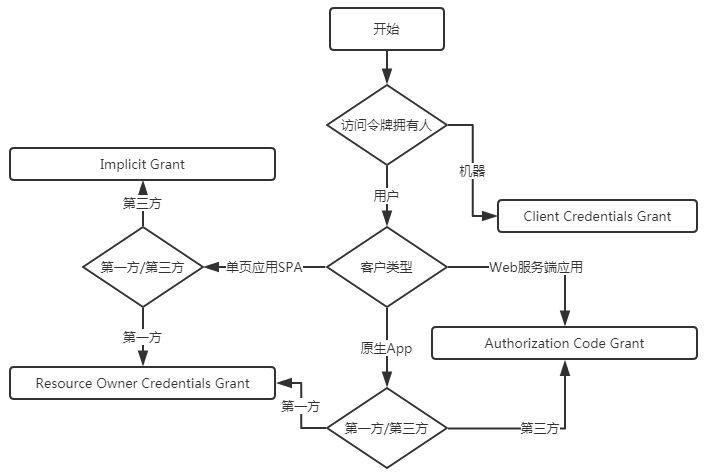 开始
访问令牌拥有人
机器
Implicit Grant
用户
第三方
Client Credentials Grant
第一方/第三方
单页应用SPA
客户类型
Web服务端应用
第一方
原生App
Authorization Code Grant
Resource Owner Credentials Grant
第一方
第一方/第三方
第三方